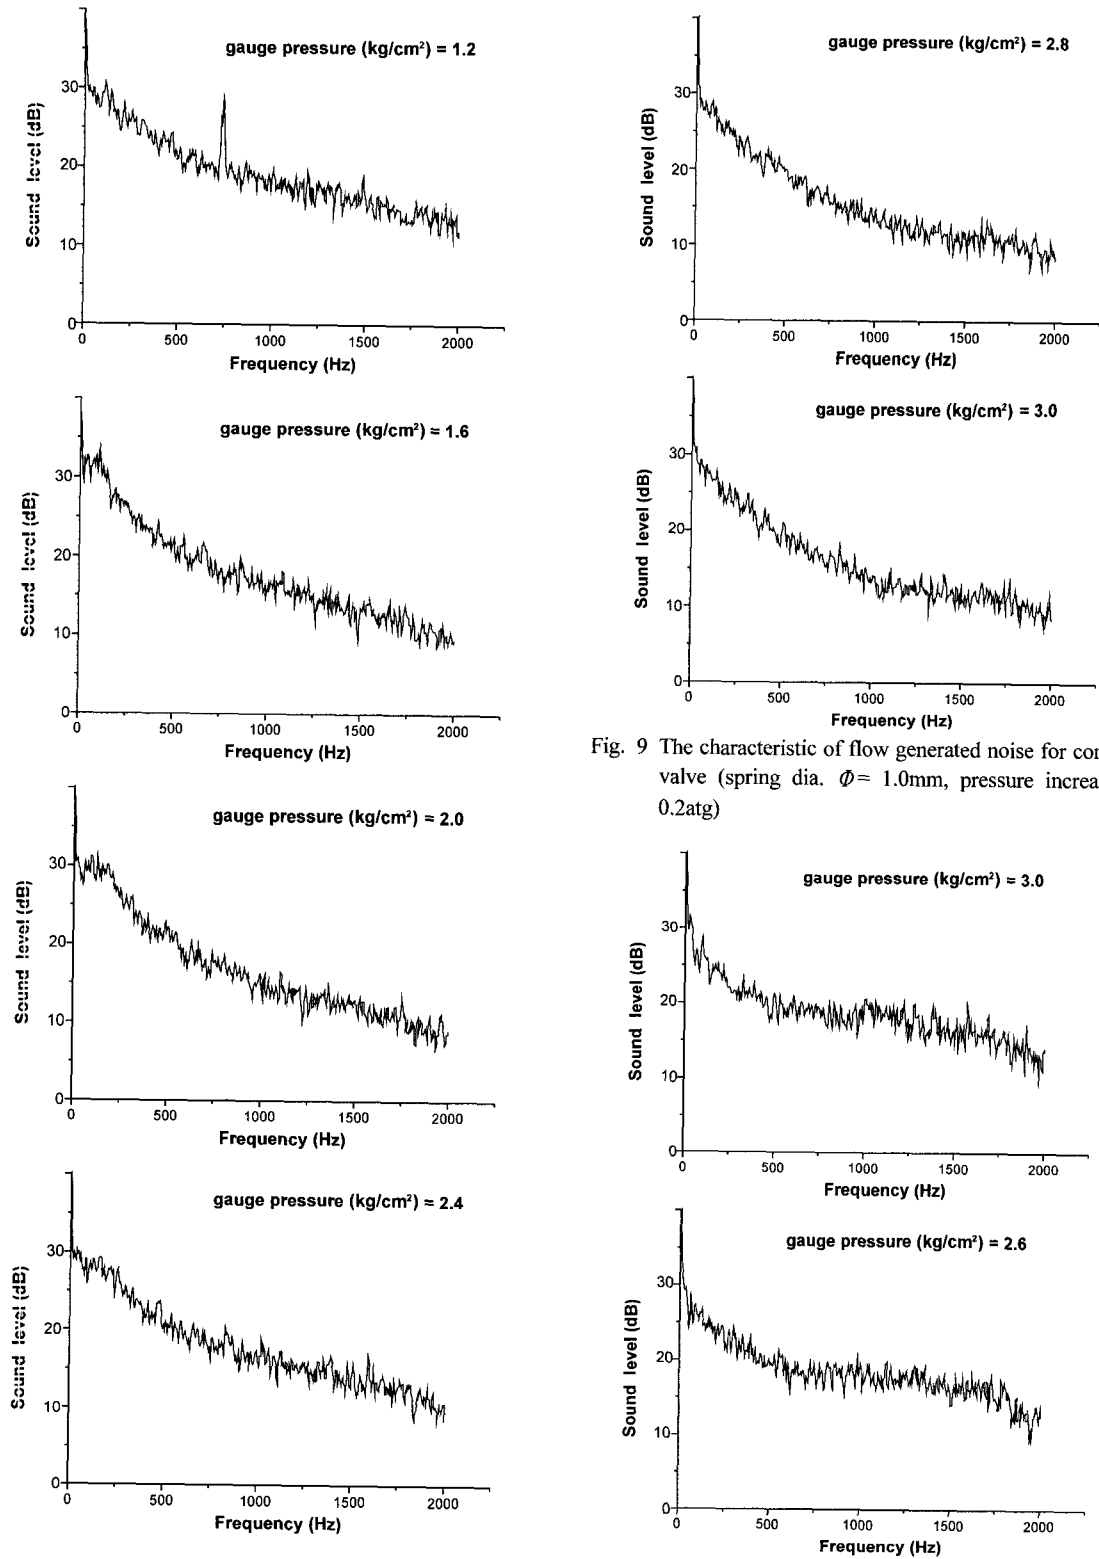 gauge pressure (kg/cm²) = 1.2
Sound level (dB)
30
20
10
0
0 500 1000 1500 2000
Frequency (Hz)
gauge pressure (kg/cm²) = 1.6
Sound level (dB)
30
20
10
0
0 500 1000 1500 2000
Frequency (Hz)
gauge pressure (kg/cm²) = 2.0
Sound level (dB)
30
20
10
0
0 500 1000 1500 2000
Frequency (Hz)
gauge pressure (kg/cm²) = 2.4
Sound level (dB)
30
20
10
0
0 500 1000 1500 2000
Frequency (Hz)
gauge pressure (kg/cm²) = 2.8
Sound level (dB)
30
20
10
0
0 500 1000 1500 2000
Frequency (Hz)
gauge pressure (kg/cm²) = 3.0
Sound level (dB)
30
20
10
0
0 500 1000 1500 2000
Frequency (Hz)
Fig. 9 The characteristic of flow generated noise for con
valve (spring dia. Φ= 1.0mm, pressure increa
0.2atg)
gauge pressure (kg/cm²) = 3.0
Sound level (dB)
30
20
10
0
0 500 1000 1500 2000
Frequency (Hz)
gauge pressure (kg/cm²) = 2.6
Sound level (dB)
30
20
10
0
0 500 1000 1500 2000
Frequency (Hz)